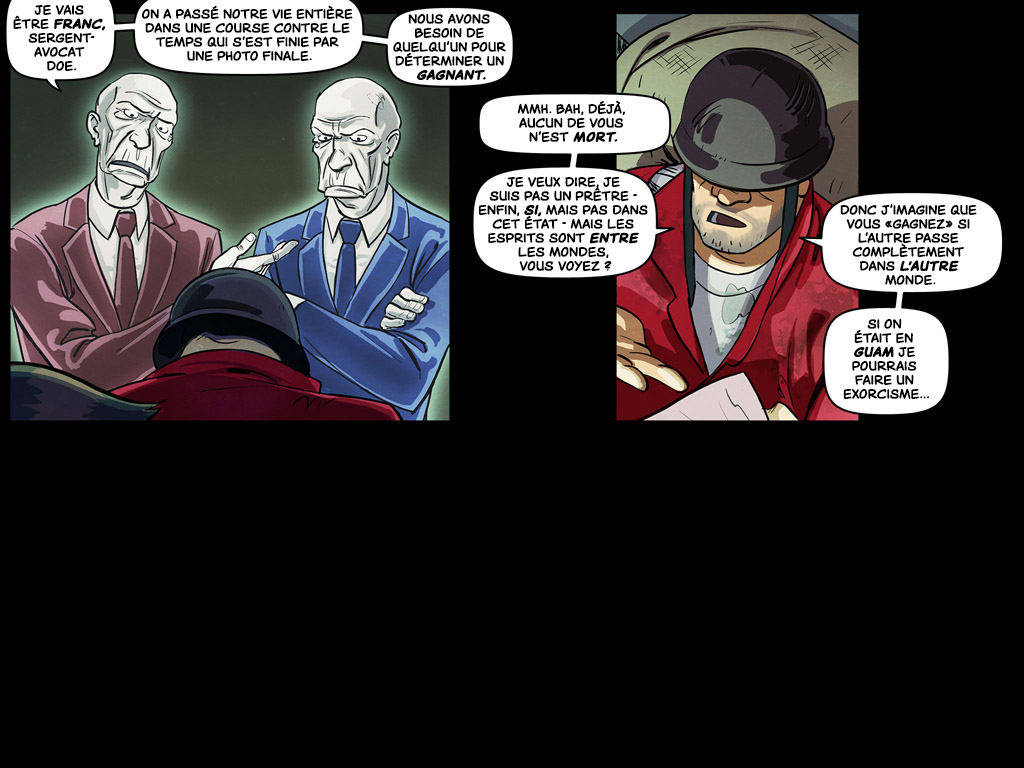 JE VAIS
ÊTRE FRANC,
SERGENT-
AVOCAT
DOE.
ON A PASSÉ NOTRE VIE ENTIÈRE
DANS UNE COURSE CONTRE LE
TEMPS QUI S'EST FINIE PAR
UNE PHOTO FINALE.
NOUS AVONS
BESOIN DE
QUELQU'UN POUR
DÉTERMINER UN
GAGNANT.
MMH. BAH, DÉJÀ,
AUCUN DE VOUS
N'EST MORT.
JE VEUX DIRE, JE
SUIS PAS UN PRÊTRE -
ENFIN, SI, MAIS PAS DANS
CET ÉTAT - MAIS LES
ESPRITS SONT ENTRE
LES MONDES,
VOUS VOYEZ ?
DONC J'IMAGINE QUE
VOUS «GAGNEZ» SI
L'AUTRE PASSE
COMPLÈTEMENT
DANS L'AUTRE
MONDE.
SI ON
ÉTAIT EN
GUAM JE
POURRAIS
FAIRE UN
EXORCISME...